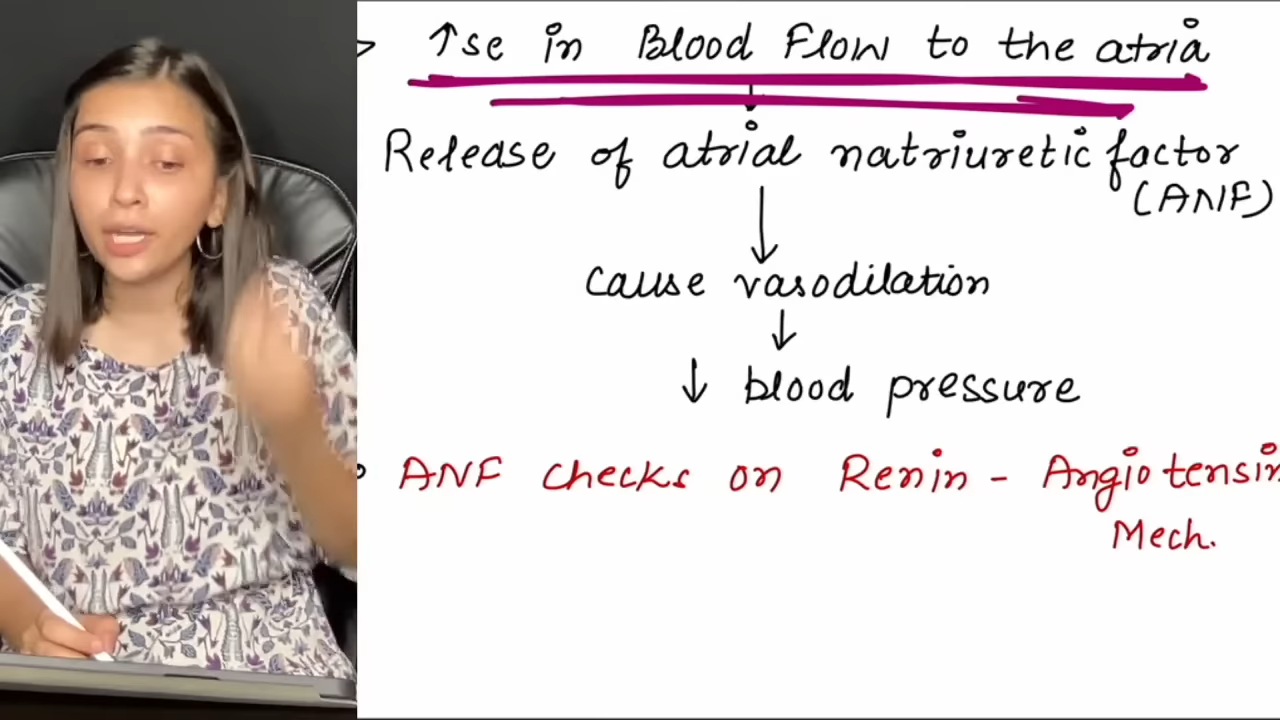 ↑se in Blood Flow to the atria
↓
Release of atrial natriuretic factor
(ANF)
↓
cause vasodilation
↓
↓ blood pressure
ANF checks on Renin - Angiotensin
Mech.